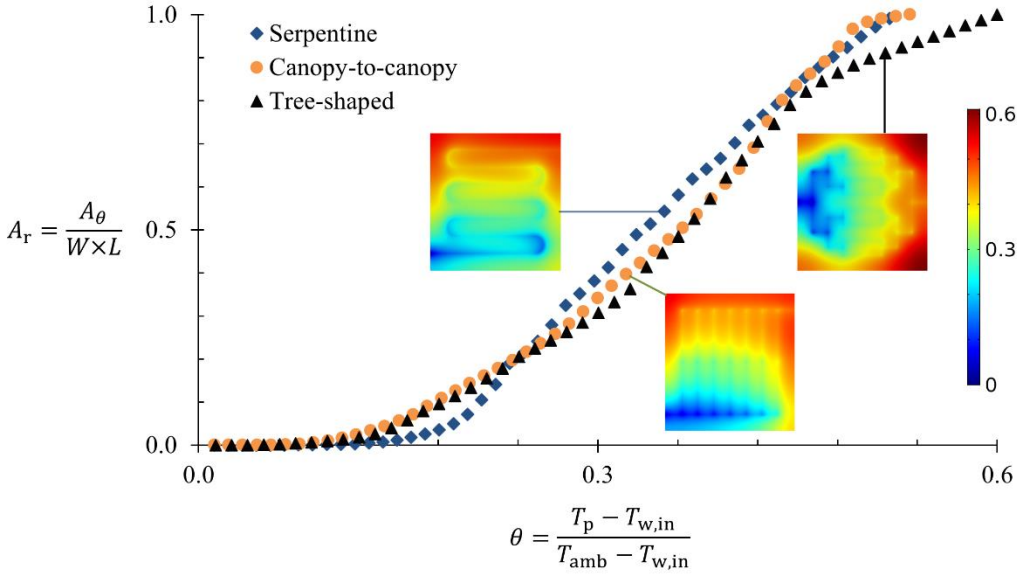 1.0
Serpentine
Canopy-to-canopy
Tree-shaped
0.6
A_r = A_θ / W×L
0.5
0.3
0
0.0
0.0 0.3 0.6
θ = T_p − T_w,in / T_amb − T_w,in